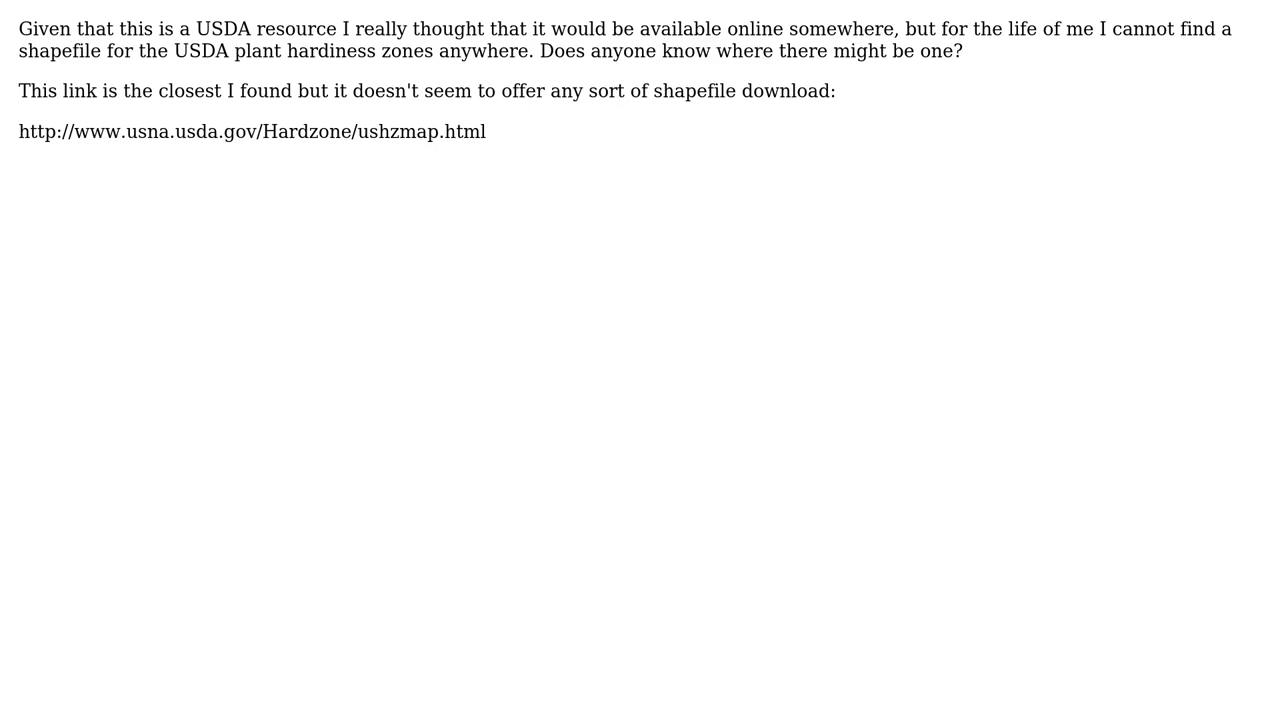 Given that this is a USDA resource I really thought that it would be available online somewhere, but for the life of me I cannot find a
shapefile for the USDA plant hardiness zones anywhere. Does anyone know where there might be one?
This link is the closest I found but it doesn't seem to offer any sort of shapefile download:
http://www.usna.usda.gov/Hardzone/ushzmap.html